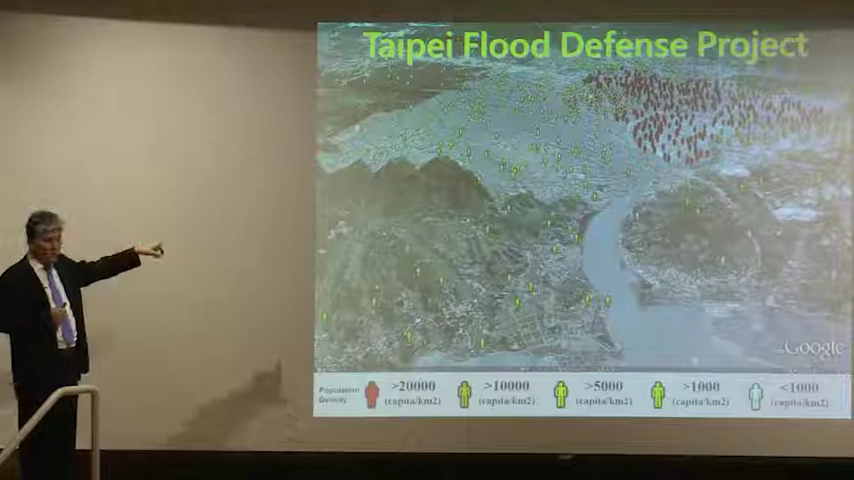 Taipei Flood Defense Project
Google
Population
Density
>20000
(capita/km2)
>10000
(capita/km2)
>5000
(capita/km2)
>1000
(capita/km2)
<1000
(capita/km2)